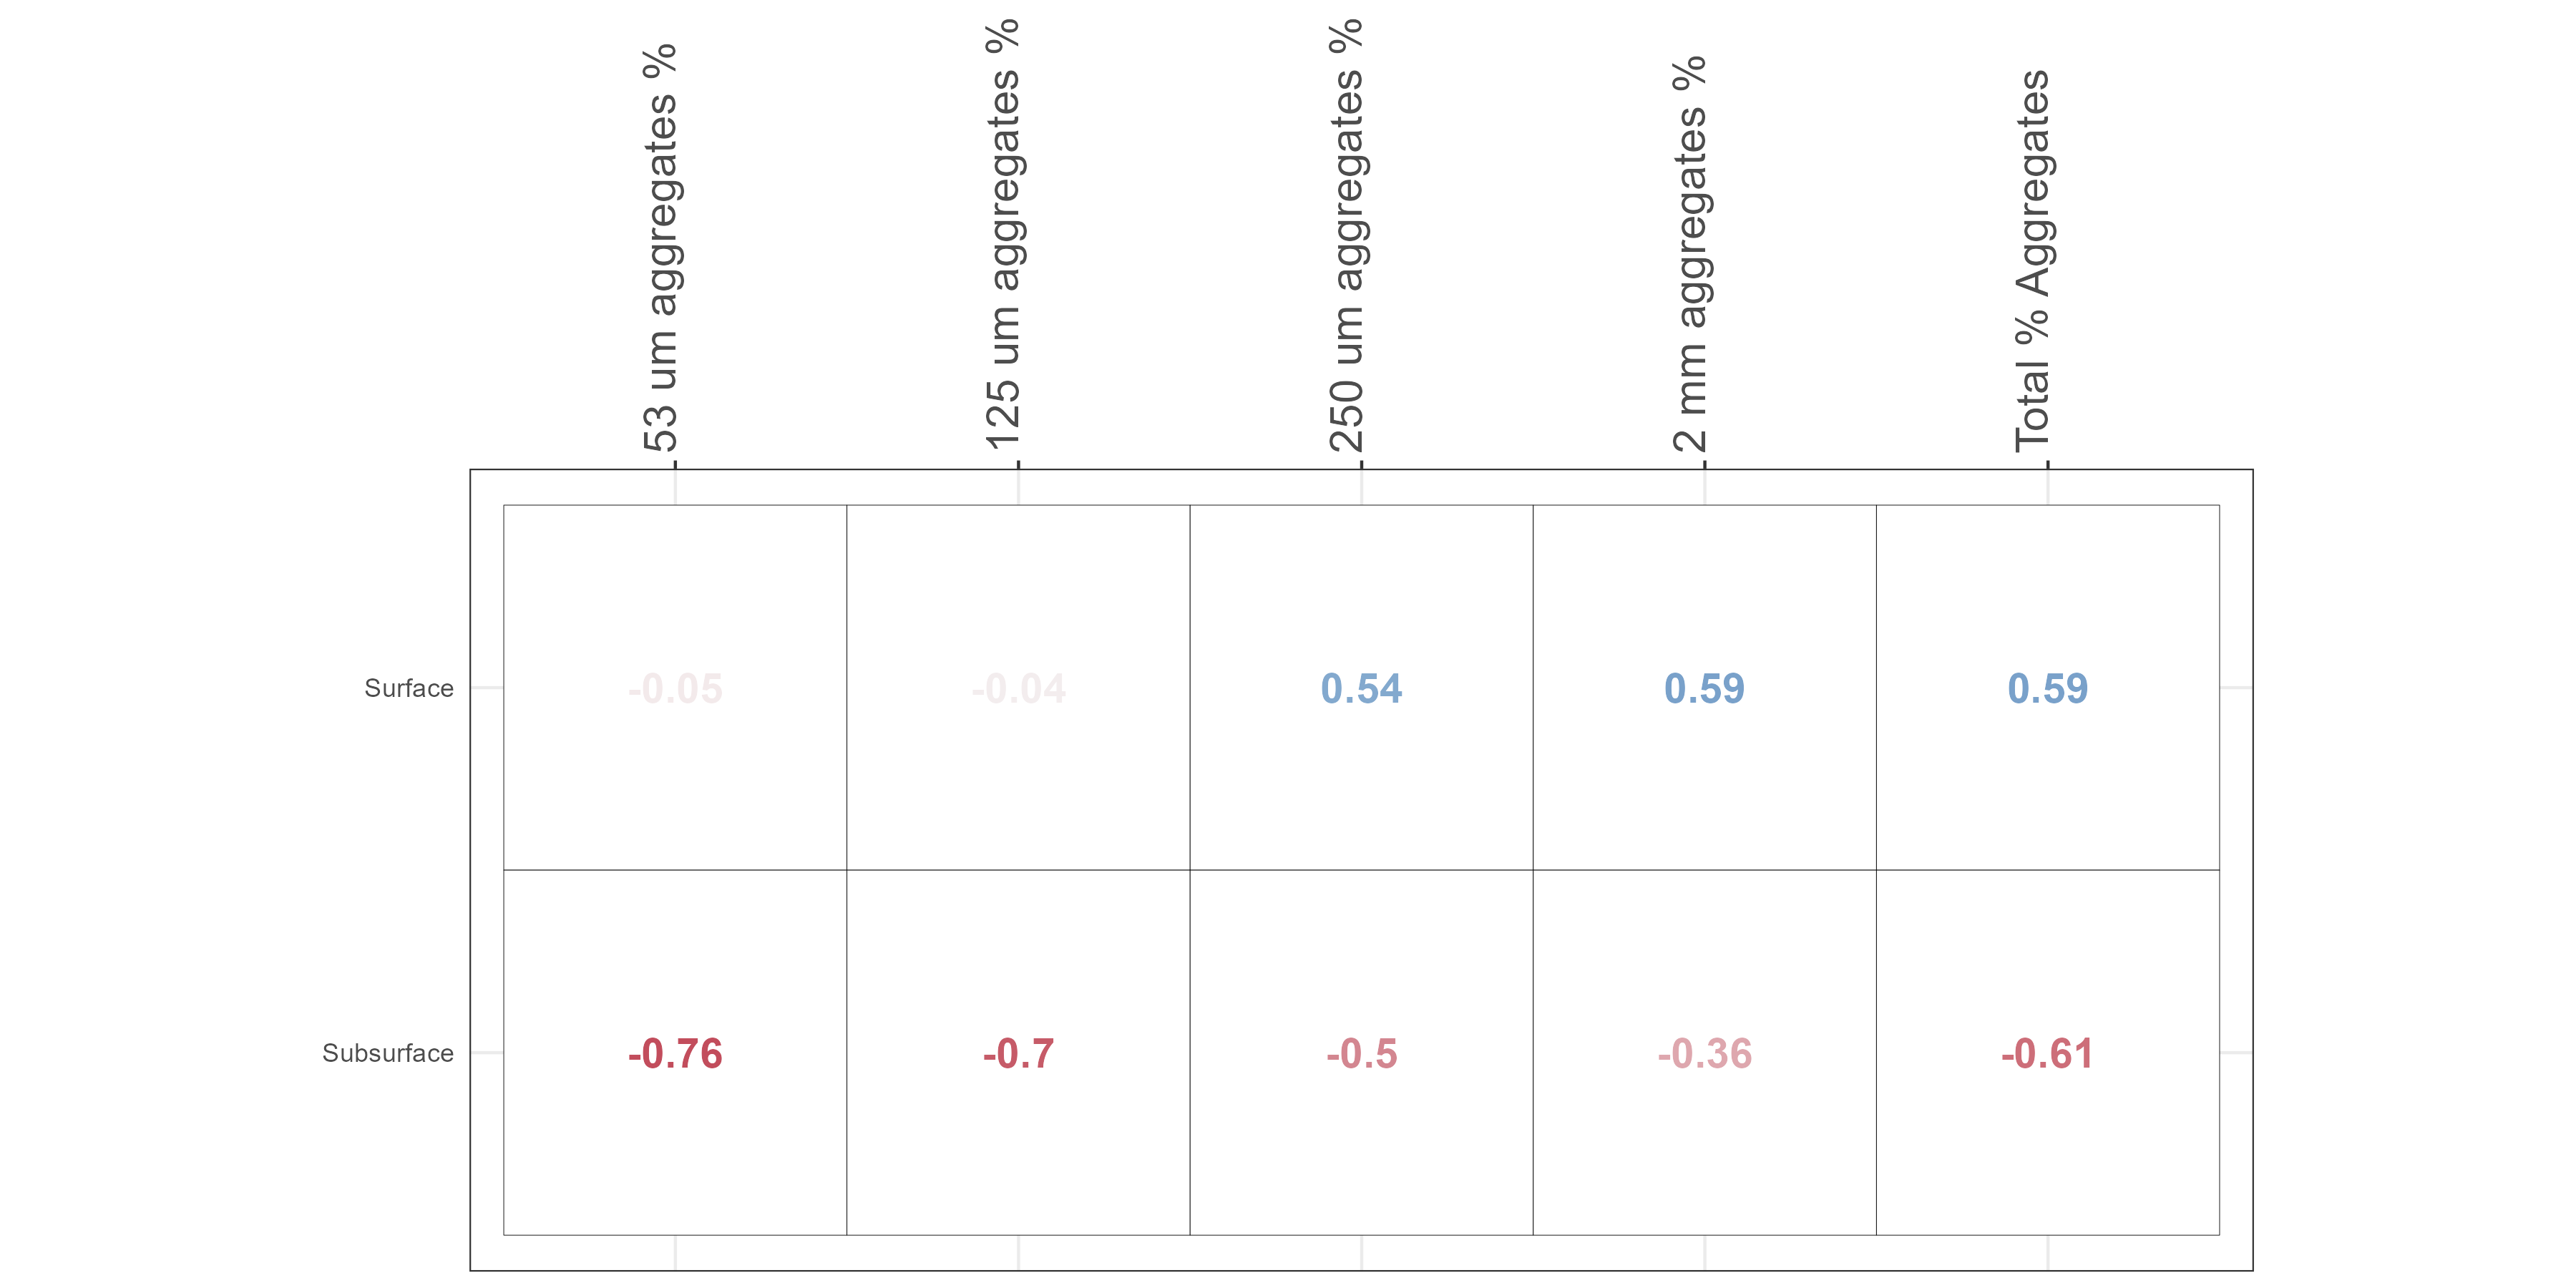 53 um aggregates %
125 um aggregates %
250 um aggregates %
2 mm aggregates %
Total % Aggregates
Surface
-0.05
-0.04
0.54
0.59
0.59
Subsurface
-0.76
-0.7
-0.5
-0.36
-0.61